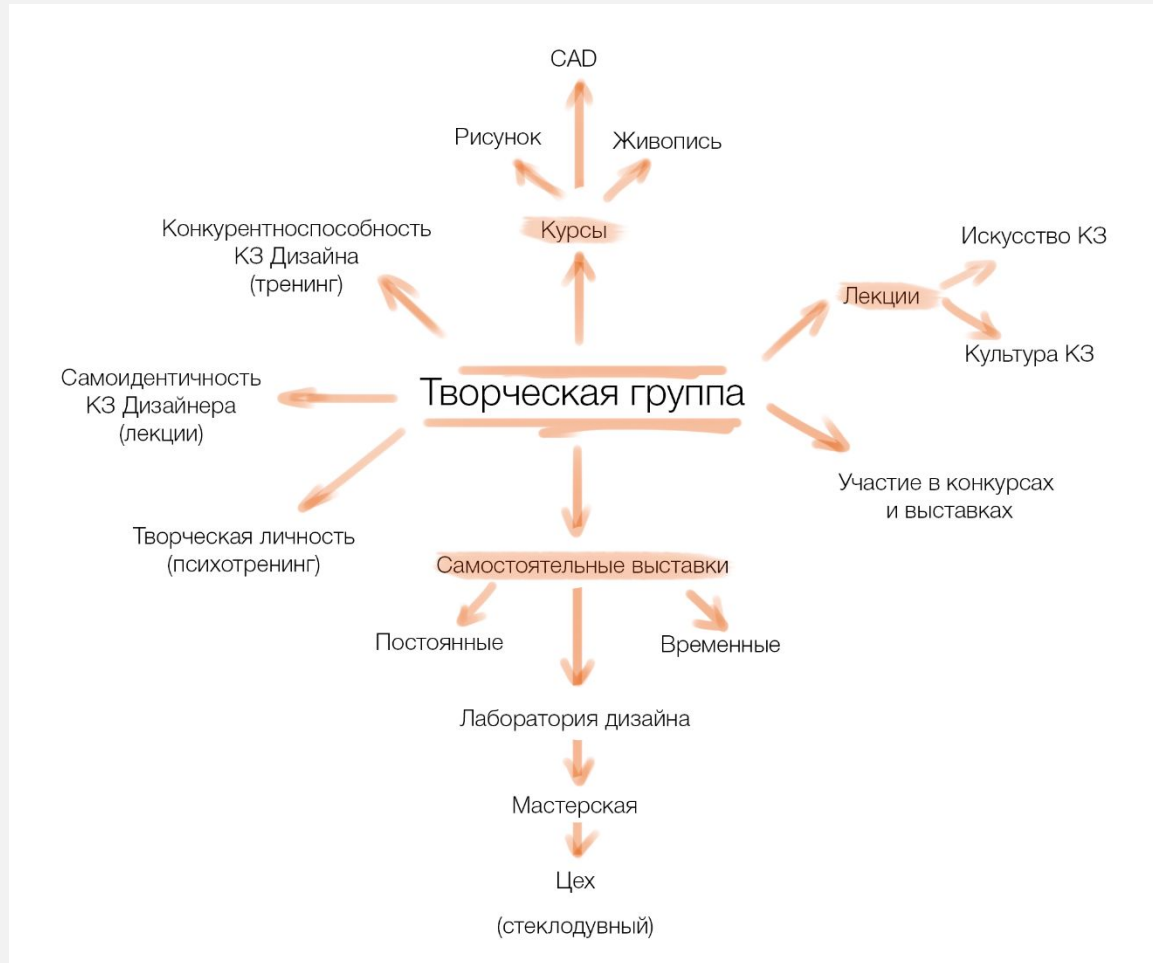 CAD
Рисунок
Живопись
Курсы
Конкурентноспособность
КЗ Дизайна
(тренинг)
Искусство КЗ
Лекции
Культура КЗ
Самоидентичность
КЗ Дизайнера
(лекции)
Творческая группа
Участие в конкурсах
и выставках
Творческая личность
(психотренинг)
Самостоятельные выставки
Постоянные
Временные
Лаборатория дизайна
Мастерская
Цех
(стеклодувный)